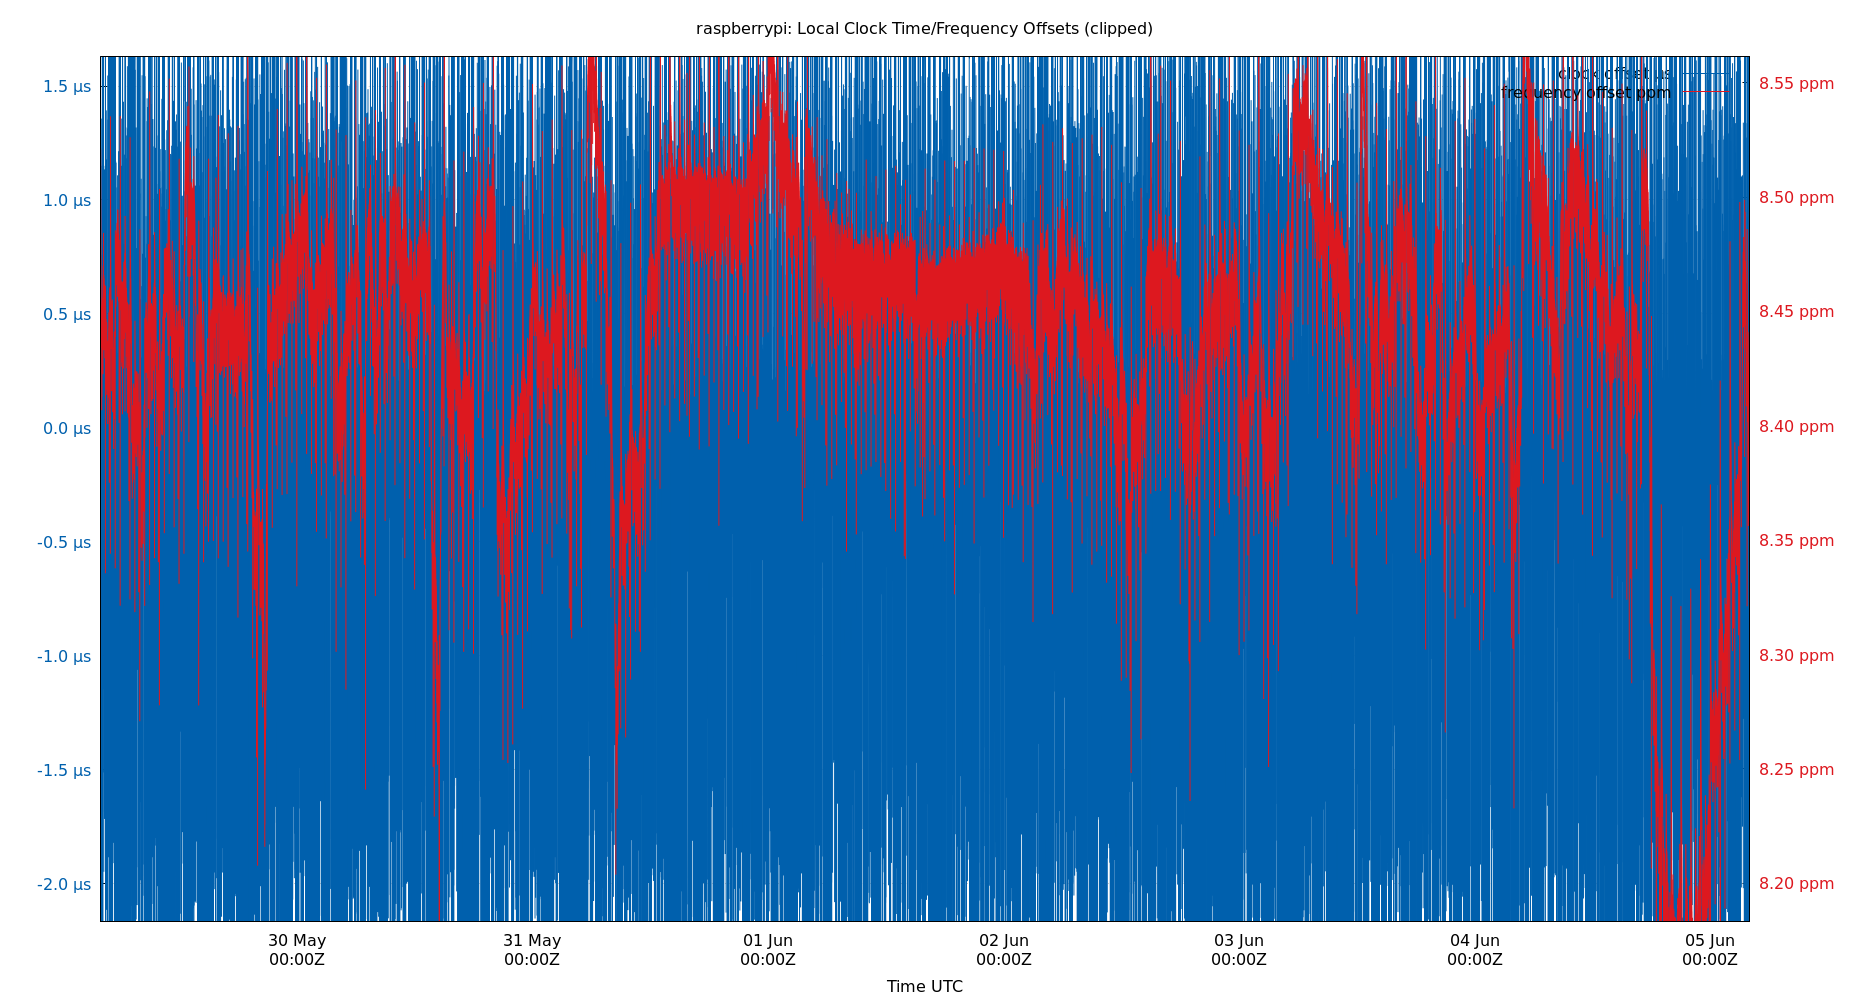 raspberrypi: Local Clock Time/Frequency Offsets (clipped)
clock offset µs
frequency offset ppm
1.5 µs
1.0 µs
0.5 µs
0.0 µs
-0.5 µs
-1.0 µs
-1.5 µs
-2.0 µs
8.55 ppm
8.50 ppm
8.45 ppm
8.40 ppm
8.35 ppm
8.30 ppm
8.25 ppm
8.20 ppm
30 May
00:00Z
31 May
00:00Z
01 Jun
00:00Z
02 Jun
00:00Z
03 Jun
00:00Z
04 Jun
00:00Z
05 Jun
00:00Z
Time UTC